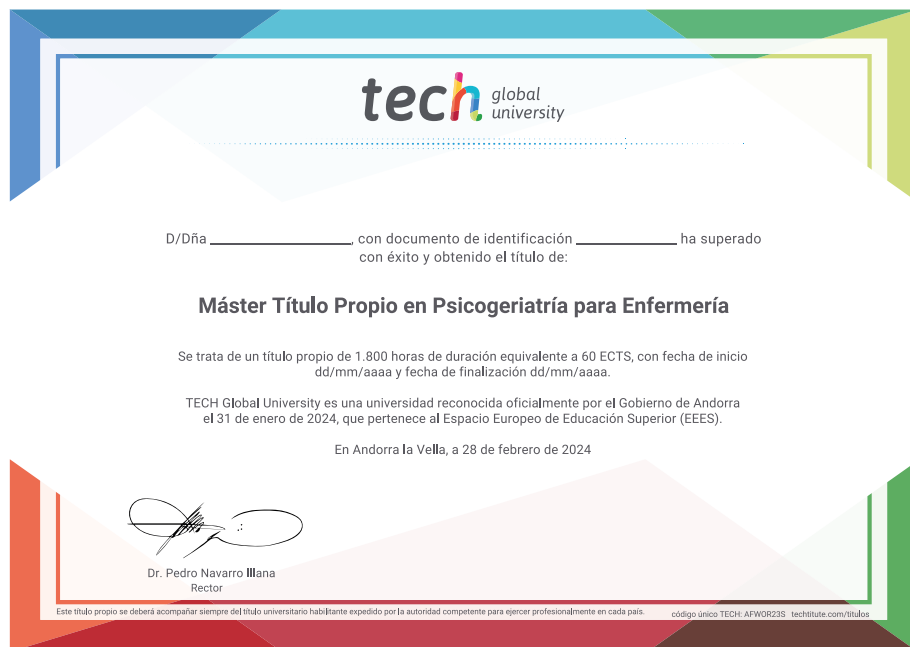 tech global
university
D/Dña ____________________, con documento de identificación ______________ ha superado
con éxito y obtenido el título de:
Máster Título Propio en Psicogeriatría para Enfermería
Se trata de un título propio de 1.800 horas de duración equivalente a 60 ECTS, con fecha de inicio
dd/mm/aaaa y fecha de finalización dd/mm/aaaa.
TECH Global University es una universidad reconocida oficialmente por el Gobierno de Andorra
el 31 de enero de 2024, que pertenece al Espacio Europeo de Educación Superior (EEES).
En Andorra la Vella, a 28 de febrero de 2024
Dr. Pedro Navarro Illana
Rector
Este título propio se deberá acompañar siempre del título universitario habilitante expedido por la autoridad competente para ejercer profesionalmente en cada país.
código único TECH: AFWOR23S techtitute.com/titulos